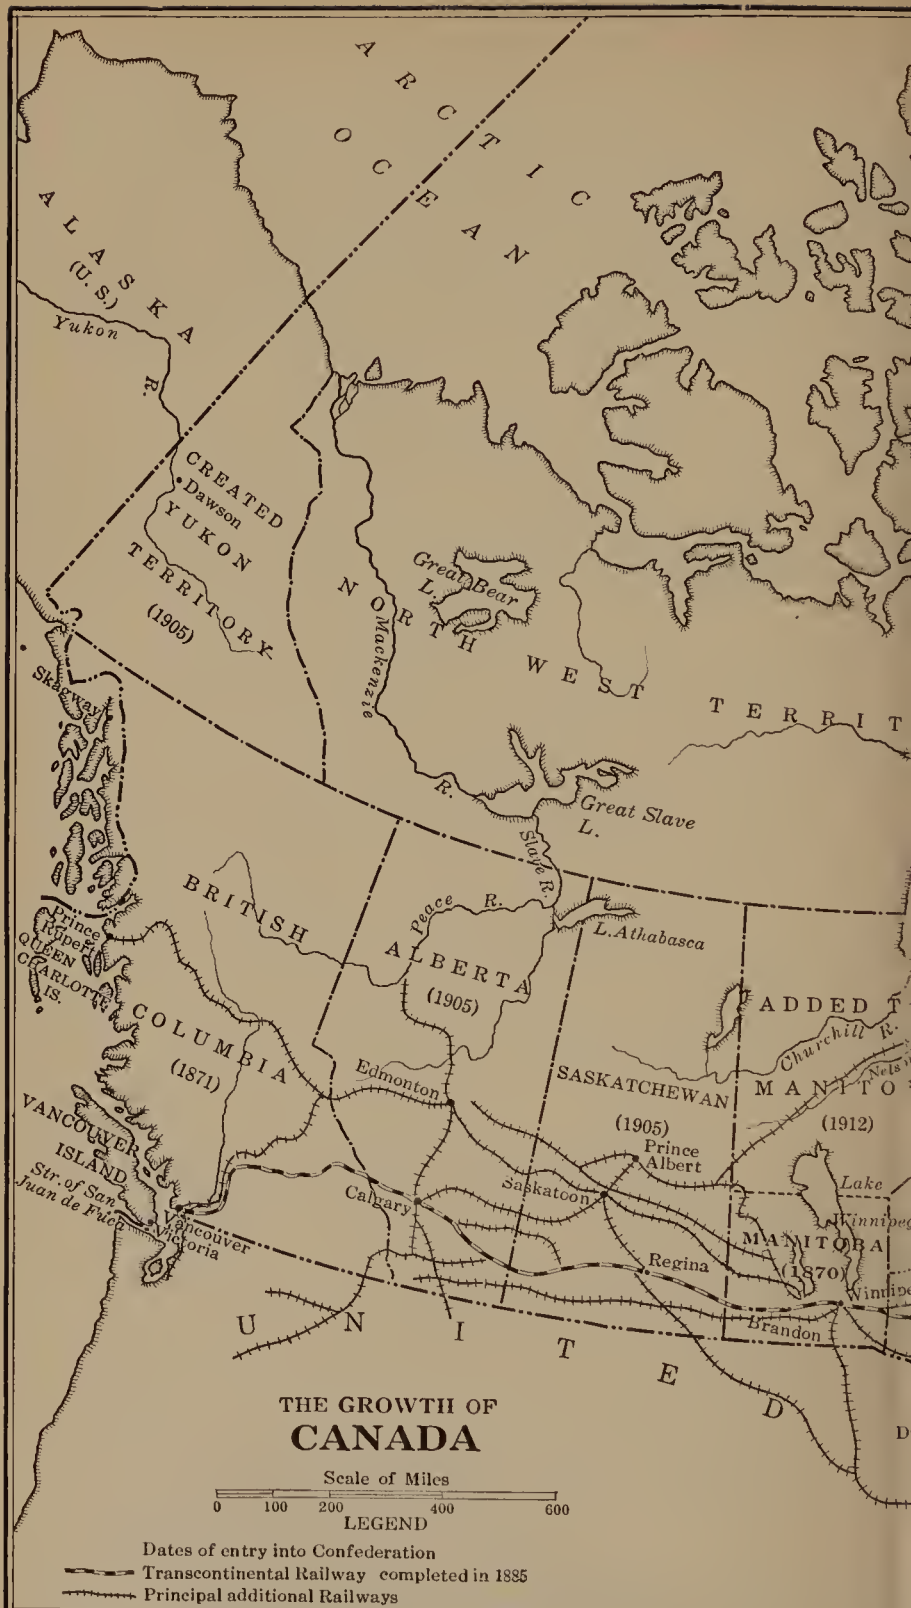 ARCTIC
OCEAN
ALASKA
(U. S.)
Yukon
R.
CREATED
Dawson
YUKON
TERRITORY
(1905)
Great Bear
L.
NORTH WEST TERRIT
Mackenzie
R.
Skagway
Great Slave
L.
Slave R.
Peace R.
L. Athabasca
BRITISH
COLUMBIA
(1871)
ALBERTA
(1905)
Prince
Rupert
QUEEN
CHARLOTTE
IS.
ADDED T
Churchill R.
Nels
MANITO
(1912)
SASKATCHEWAN
(1905)
Edmonton
Prince
Albert
VANCOUVER
ISLAND
Str. of San
Juan de Fuca
Vancouver
Victoria
Calgary
Saskatoon
Lake
Winnipeg
MANITOBA
(1870)
Regina
Winnipe
Brandon
UNITED
D
THE GROWTH OF
CANADA
Scale of Miles
0 100 200 400 600
LEGEND
Dates of entry into Confederation
Transcontinental Railway completed in 1885
Principal additional Railways